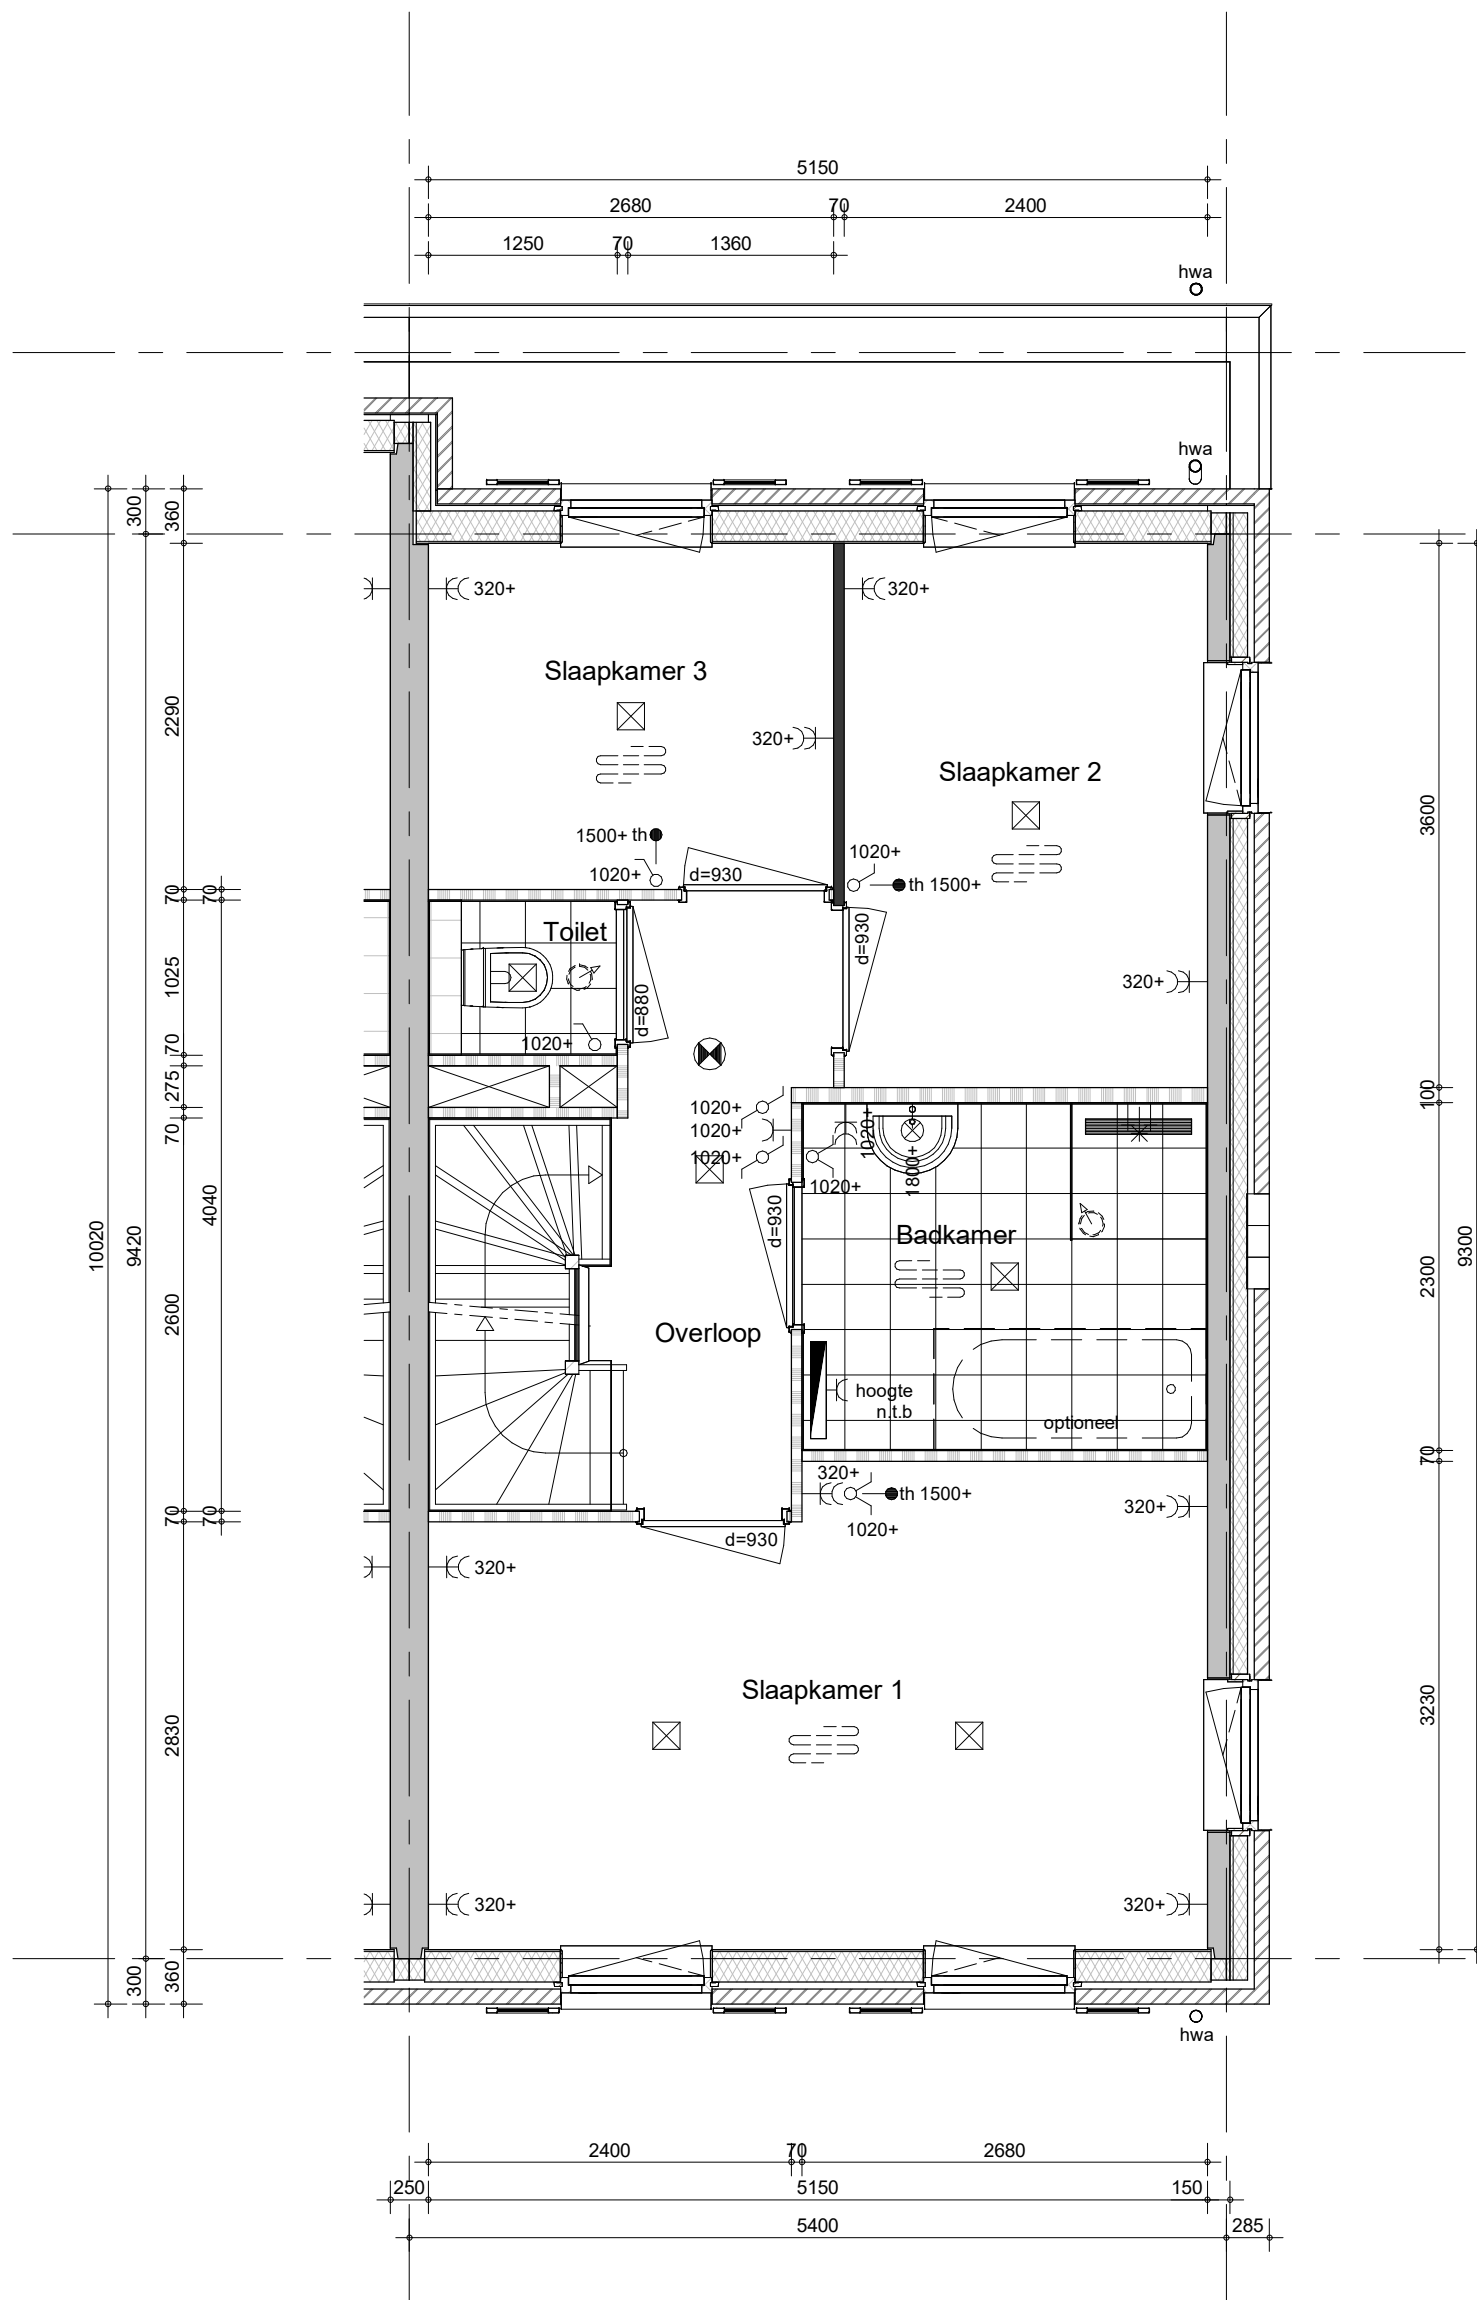 5150
2680 70 2400
1250 70 1360
hwa
hwa
300 360
320+ 320+
Slaapkamer 3
2290
320+
Slaapkamer 2
3600
1500+ th
1020+
1020+ d=930
th 1500+
70 70
Toilet
d=930
1025
320+
d=880
1020+
70
275
100
1020+
1020+
1020+
1020+
1800+
1020+
70
4040
d=930
Badkamer
10020 9420
9300
2300
2600
Overloop
hoogte
n.t.b
optioneel
70
320+
th 1500+
320+
1020+
70 70
d=930
320+
Slaapkamer 1
2830
3230
320+ 320+
300 360
hwa
2400 70 2680
250 5150 150
5400 285